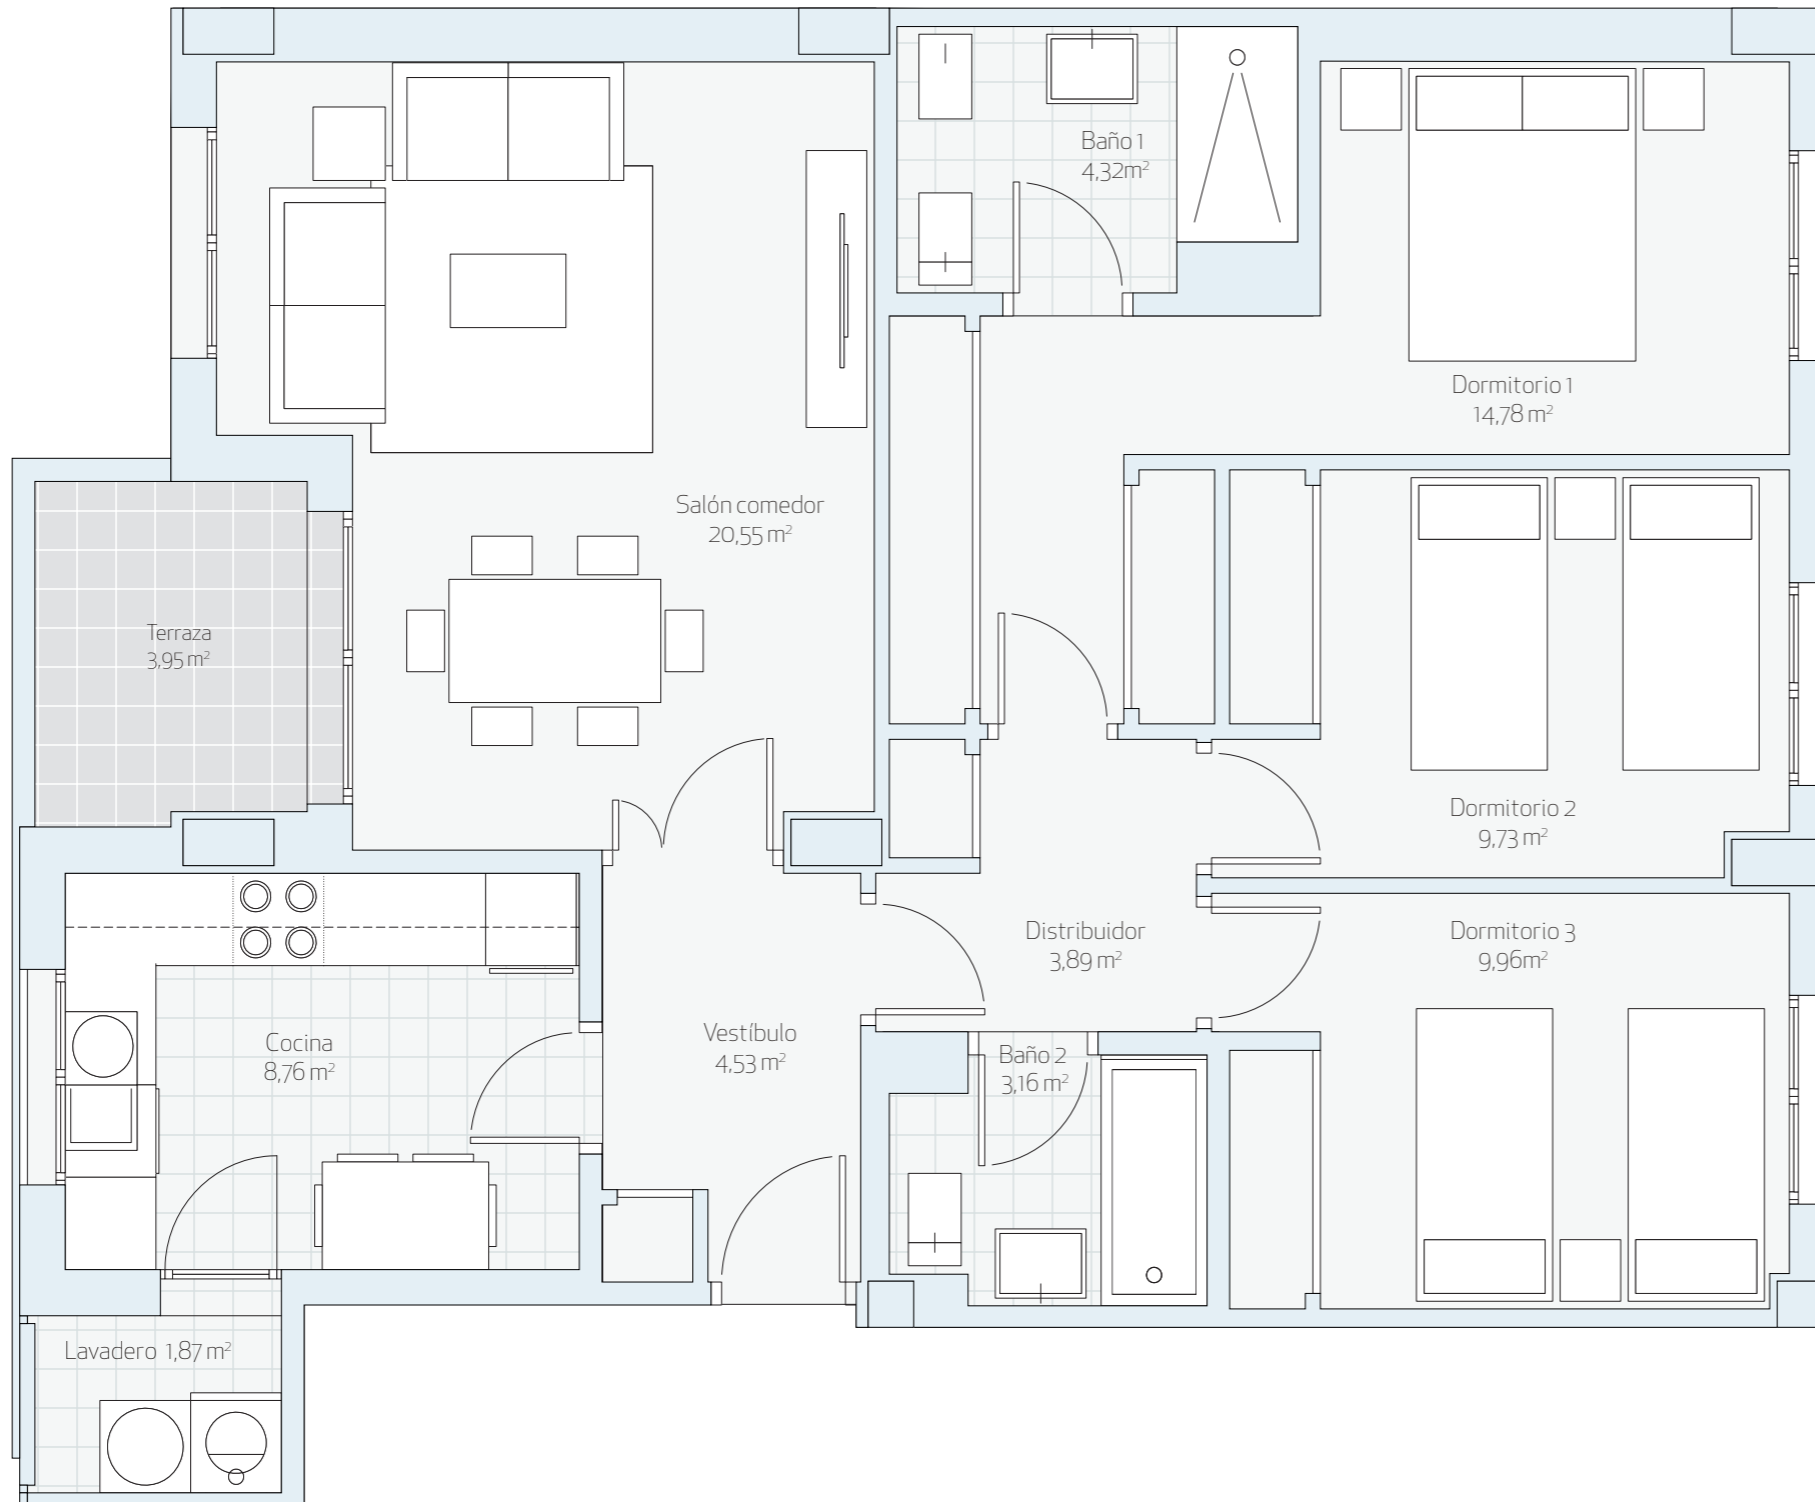 Baño 1
4,32m²
Dormitorio 1
14,78 m²
Salón comedor
20,55 m²
Terraza
3,95 m²
Dormitorio 2
9,73 m²
Distribuidor
3,89 m²
Dormitorio 3
9,96m²
Vestíbulo
4,53 m²
Cocina
8,76 m²
Baño 2
3,16 m²
Lavadero 1,87 m²